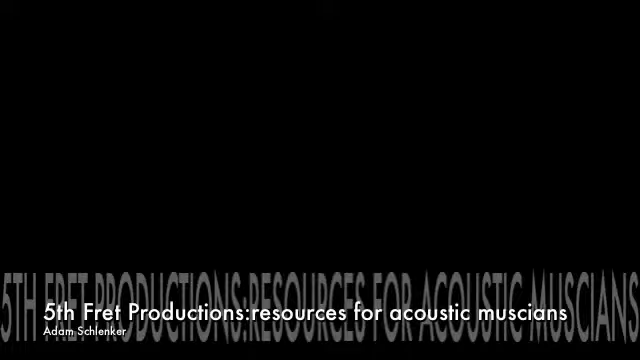 5TH FRET PRODUCTIONS:RESOURCES FOR ACOUSTIC MUSCIANS
5th Fret Productions:resources for acoustic muscians
Adam Schlenker